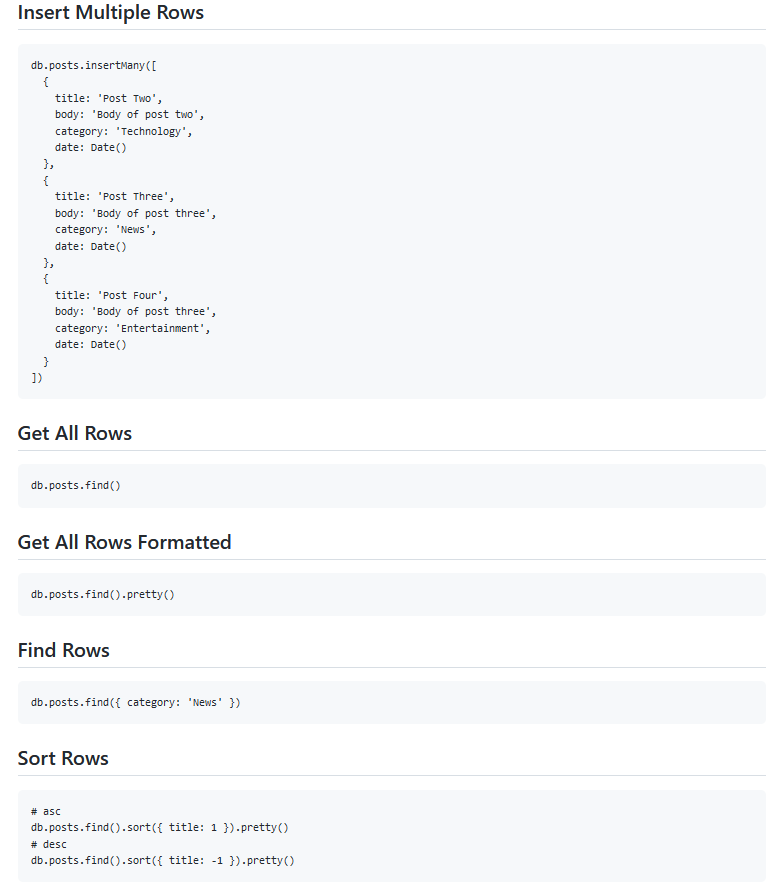 Insert Multiple Rows
db.posts.insertMany([
  {
    title: 'Post Two',
    body: 'Body of post two',
    category: 'Technology',
    date: Date()
  },
  {
    title: 'Post Three',
    body: 'Body of post three',
    category: 'News',
    date: Date()
  },
  {
    title: 'Post Four',
    body: 'Body of post three',
    category: 'Entertainment',
    date: Date()
  }
])
Get All Rows
db.posts.find()
Get All Rows Formatted
db.posts.find().pretty()
Find Rows
db.posts.find({ category: 'News' })
Sort Rows
# asc
db.posts.find().sort({ title: 1 }).pretty()
# desc
db.posts.find().sort({ title: -1 }).pretty()